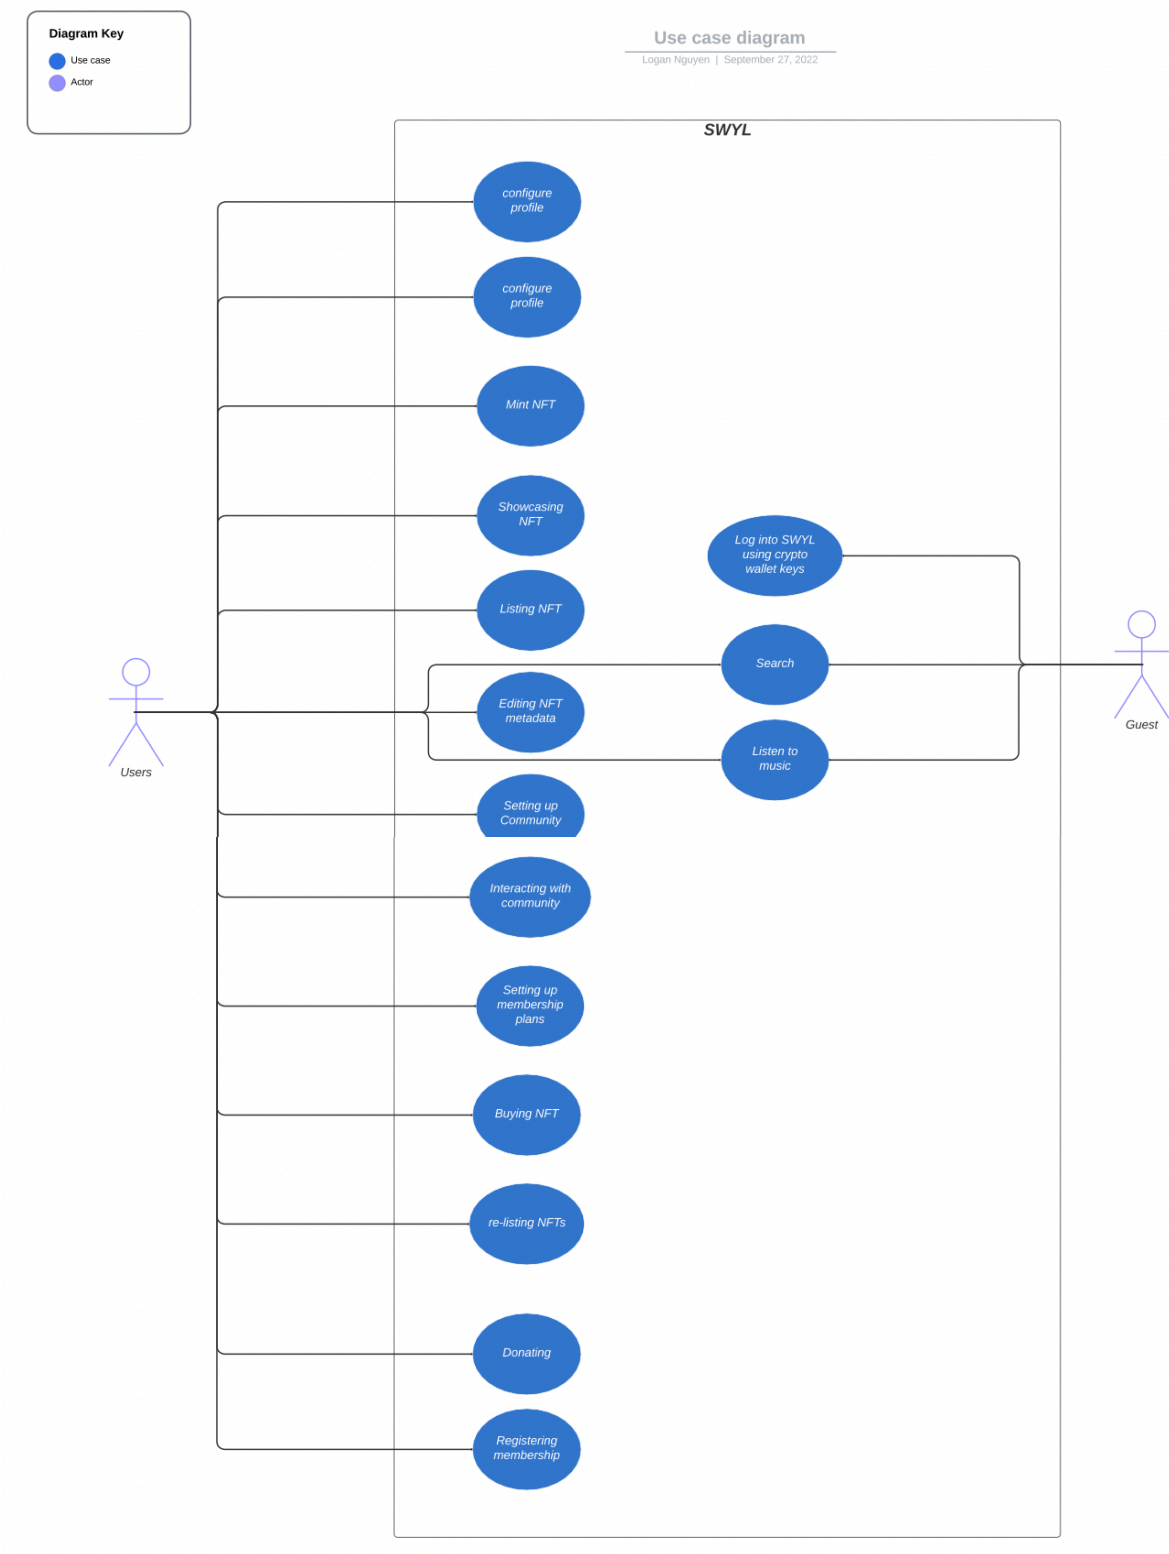 Diagram Key
Use case
Actor
Use case diagram
Logan Nguyen | September 27, 2022
SWYL
configure
profile
configure
profile
Mint NFT
Showcasing
NFT
Log into SWYL
using crypto
wallet keys
Listing NFT
Search
Editing NFT
metadata
Guest
Listen to
music
Users
Setting up
Community
Interacting with
community
Setting up
membership
plans
Buying NFT
re-listing NFTs
Donating
Registering
membership